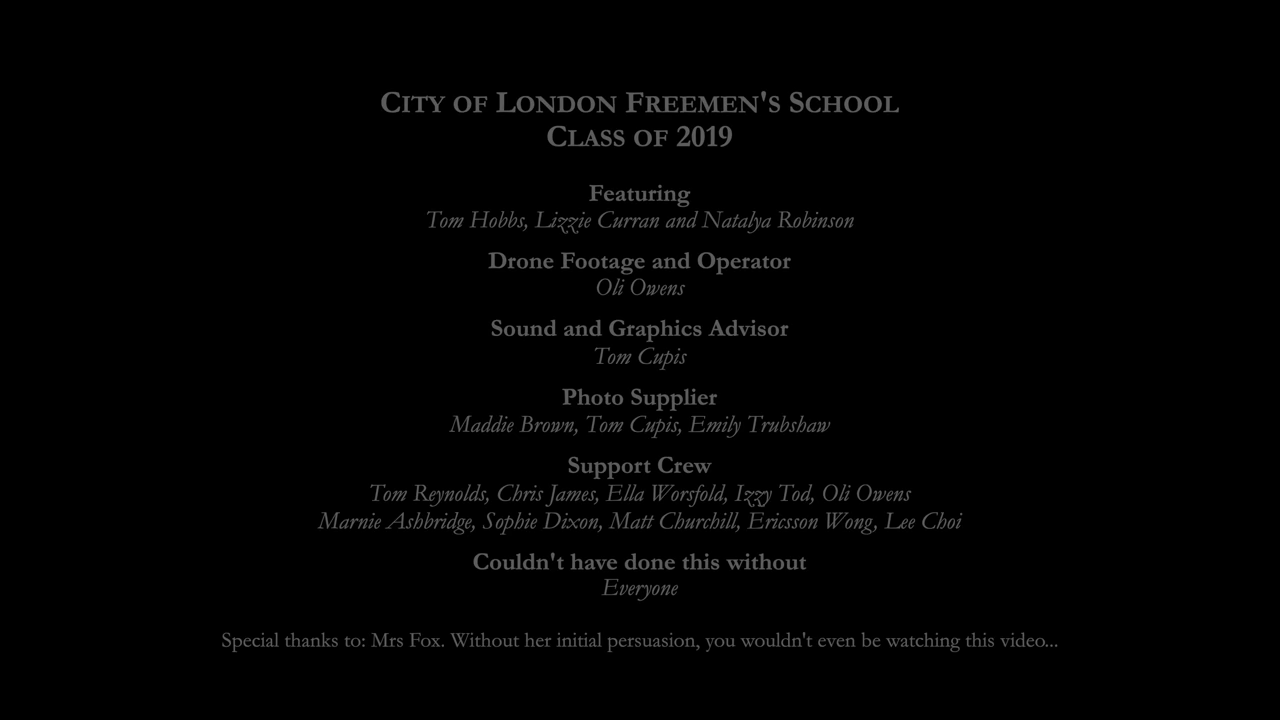 City of London Freemen's School
Class of 2019
Featuring
Tom Hobbs, Lizzie Curran and Natalya Robinson
Drone Footage and Operator
Oli Owens
Sound and Graphics Advisor
Tom Cupis
Photo Supplier
Maddie Brown, Tom Cupis, Emily Trubshaw
Support Crew
Tom Reynolds, Chris James, Ella Worsfold, Izzy Tod, Oli Owens
Marnie Ashbridge, Sophie Dixon, Matt Churchill, Ericsson Wong, Lee Choi
Couldn't have done this without
Everyone
Special thanks to: Mrs Fox. Without her initial persuasion, you wouldn't even be watching this video...